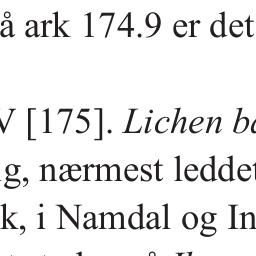 å ark 174.9 er det
V [175]. Lichen b
g, nærmest leddet
k, i Namdal og In